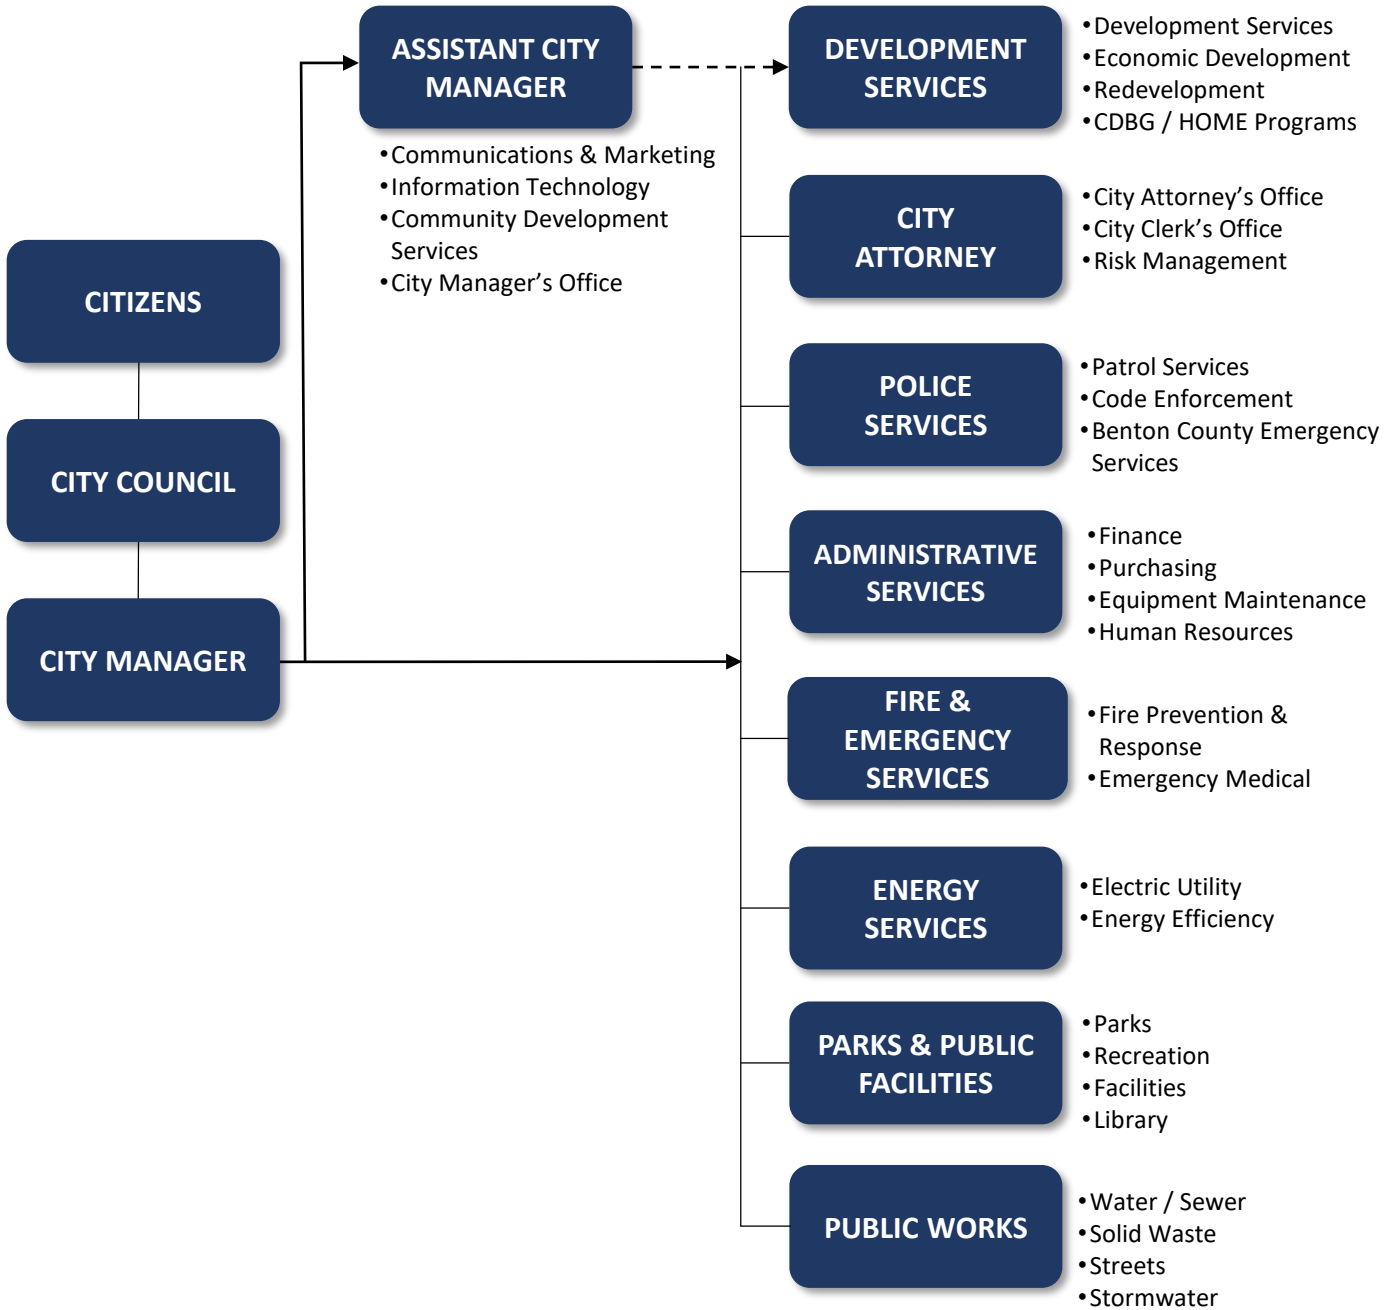 CITIZENS
CITY COUNCIL
CITY MANAGER
ASSISTANT CITY
MANAGER
•Communications & Marketing
•Information Technology
•Community Development
Services
•City Manager’s Office
DEVELOPMENT
SERVICES
•Development Services
•Economic Development
•Redevelopment
•CDBG / HOME Programs
CITY
ATTORNEY
•City Attorney’s Office
•City Clerk’s Office
•Risk Management
POLICE
SERVICES
•Patrol Services
•Code Enforcement
•Benton County Emergency
Services
ADMINISTRATIVE
SERVICES
•Finance
•Purchasing
•Equipment Maintenance
•Human Resources
FIRE &
EMERGENCY
SERVICES
•Fire Prevention &
Response
•Emergency Medical
ENERGY
SERVICES
•Electric Utility
•Energy Efficiency
PARKS & PUBLIC
FACILITIES
•Parks
•Recreation
•Facilities
•Library
PUBLIC WORKS
•Water / Sewer
•Solid Waste
•Streets
•Stormwater